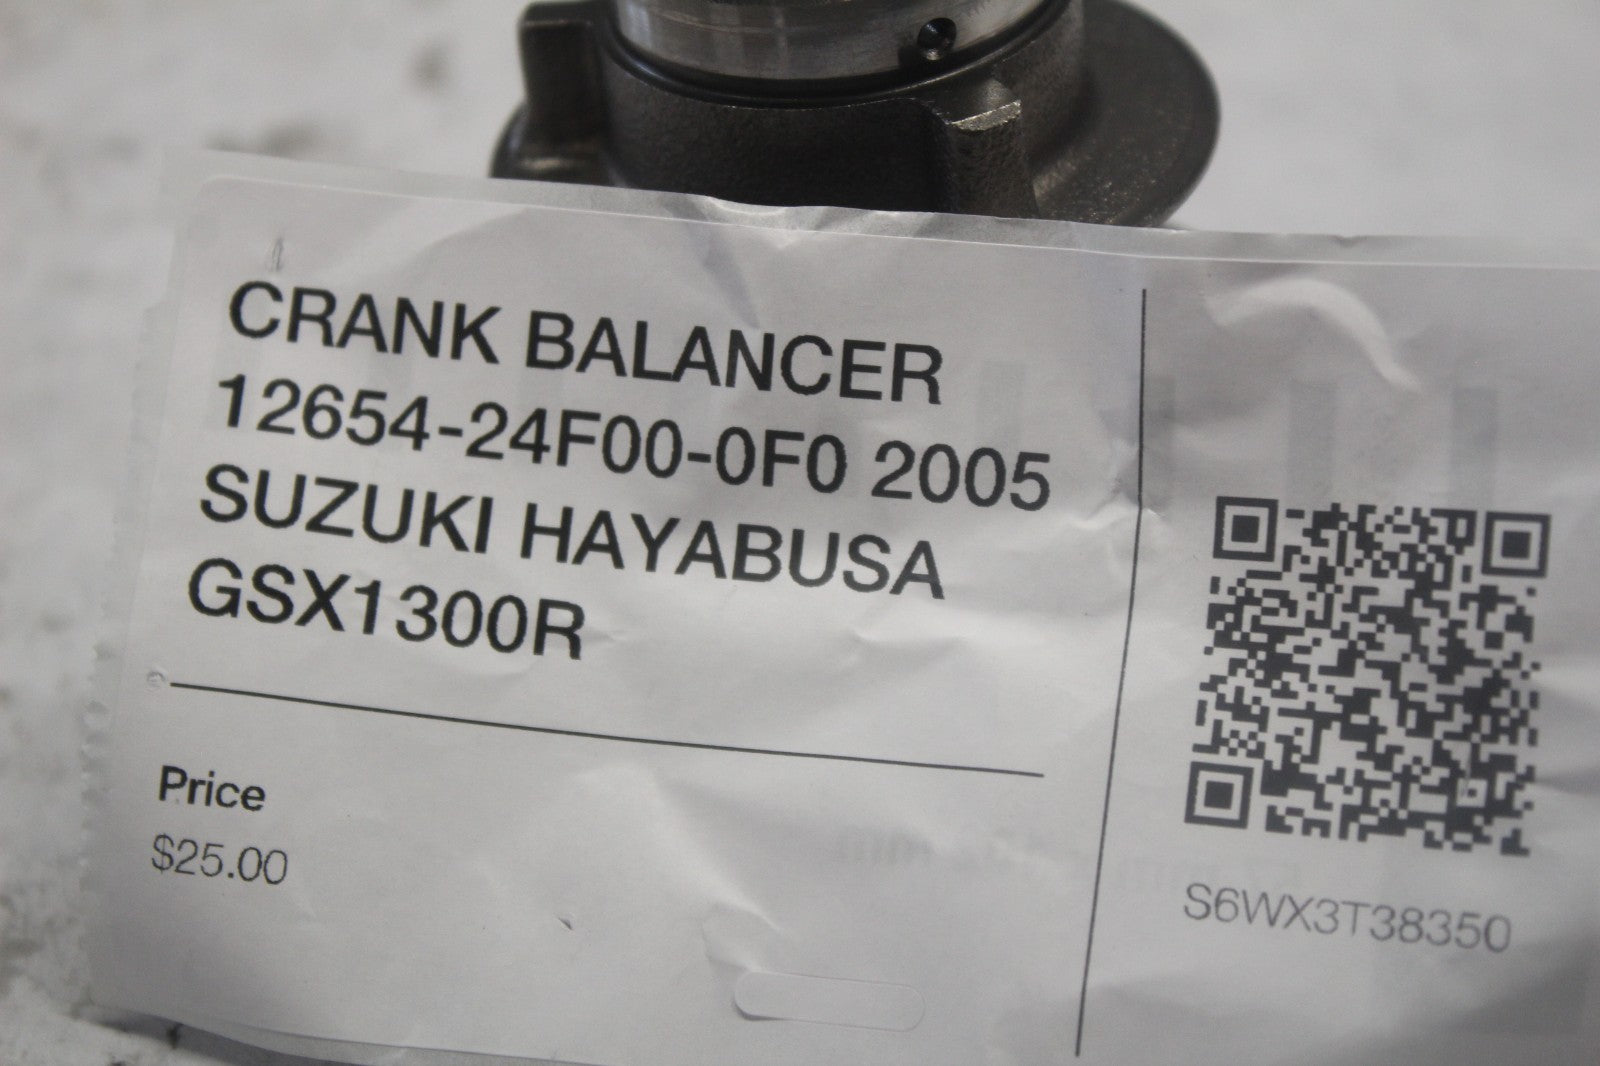 CRANK BALANCER
12654-24F00-0F0 2005
SUZUKI HAYABUSA
GSX1300R
Price
$25.00
S6WX3T38350